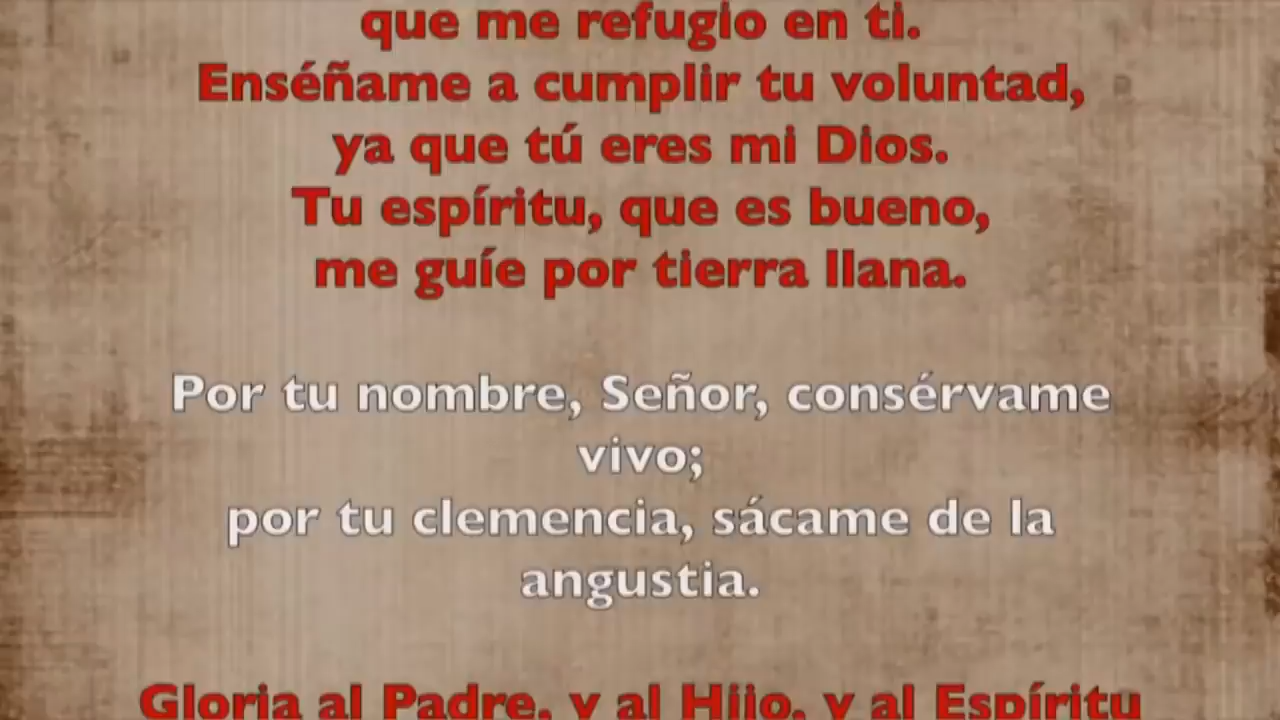 que me refugio en ti.
Enséñame a cumplir tu voluntad,
ya que tú eres mi Dios.
Tu espíritu, que es bueno,
me guíe por tierra llana.
Por tu nombre, Señor, consérvame
vivo;
por tu clemencia, sácame de la
angustia.
Gloria al Padre, y al Hijo, y al Espíritu